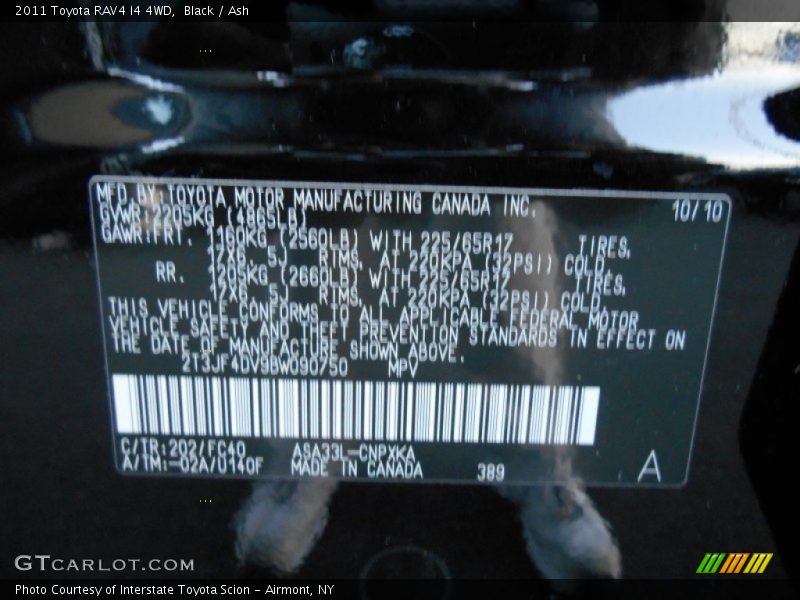 2011 Toyota RAV4 I4 4WD, Black / Ash
MFD.BY:TOYOTA MOTOR MANUFACTURING CANADA INC. 10/10
GVWR:2205KG (4865LB)
GAWR:FRT. 1160KG (2560LB) WITH 225/65R17 TIRES,
17X6.5J RIMS, AT 220KPA (32PSI) COLD.
RR. 1205KG (2660LB) WITH 225/65R17 TIRES,
17X6.5J RIMS, AT 220KPA (32PSI) COLD.
THIS VEHICLE CONFORMS TO ALL APPLICABLE FEDERAL MOTOR
VEHICLE SAFETY AND THEFT PREVENTION STANDARDS IN EFFECT ON
THE DATE OF MANUFACTURE SHOWN ABOVE.
2T3JF4DV9BW090750 MPV
C/TR:202/FC40 ASA33L-CNPXKA
A/TM:-02A/U140F MADE IN CANADA 389 A
GTCARLOT.COM
Photo Courtesy of Interstate Toyota Scion - Airmont, NY